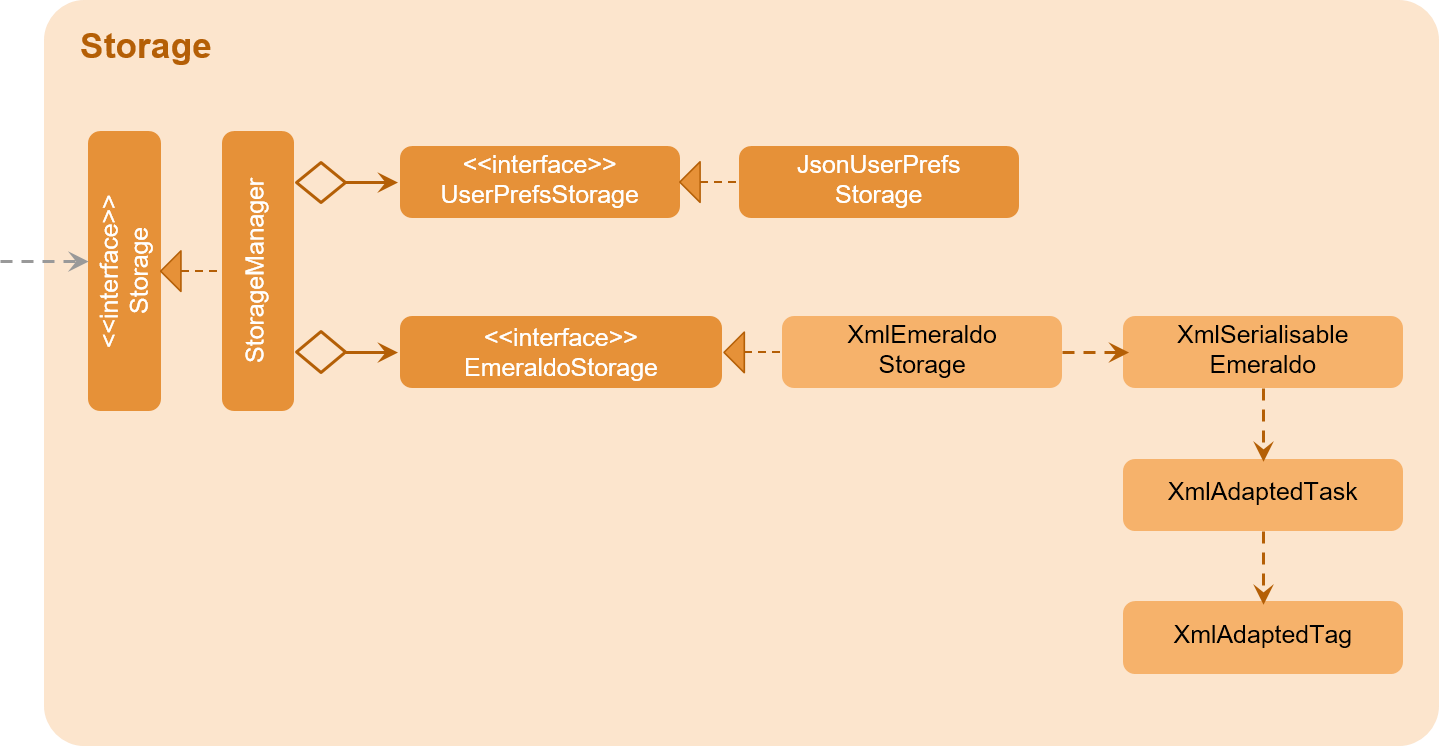 Storage
<<interface>>
Storage
StorageManager
<<interface>>
UserPrefsStorage
JsonUserPrefs
Storage
<<interface>>
EmeraldoStorage
XmlEmeraldo
Storage
XmlSerialisable
Emeraldo
XmlAdaptedTask
XmlAdaptedTag